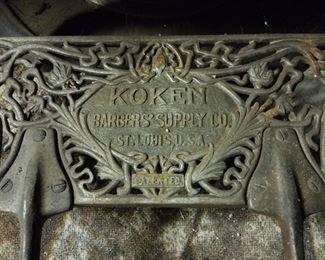 KOKEN
BARBERS' SUPPLY CO.
ST. LOUIS, U.S.A.
PATENTED